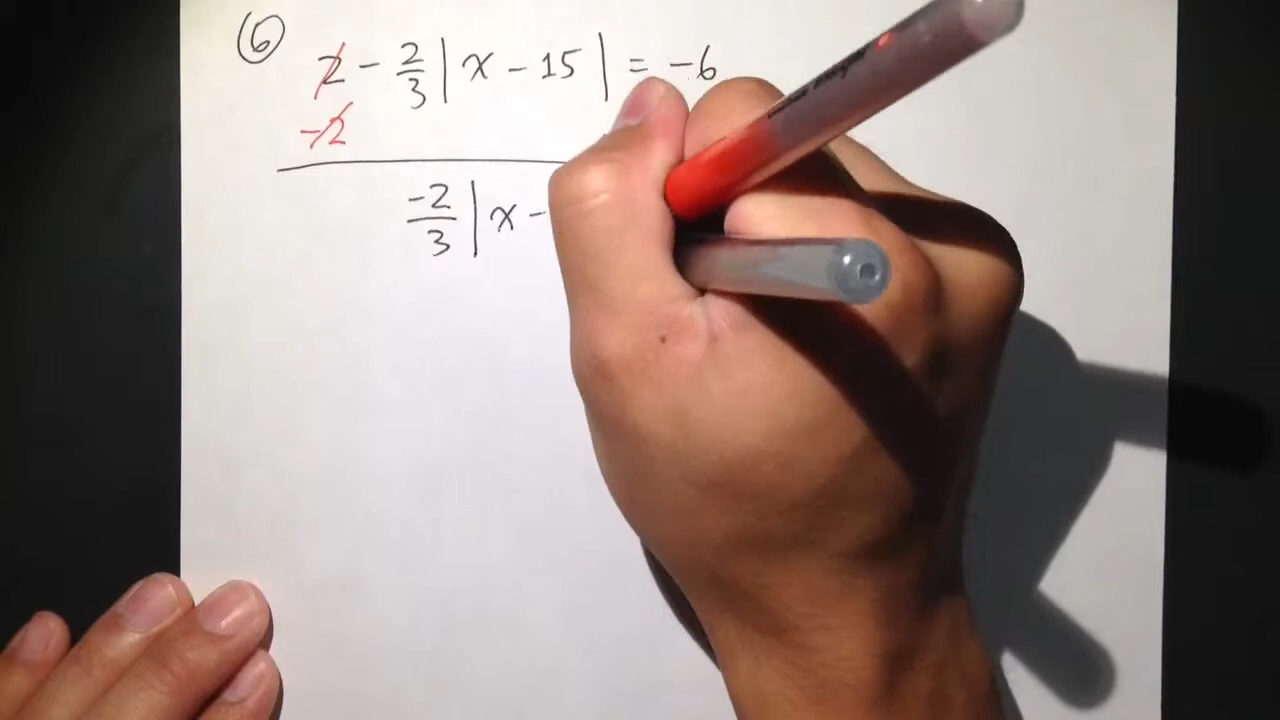 ⑥ 2 - 2/3 | x - 15 | = -6
-2
-2/3 | x -